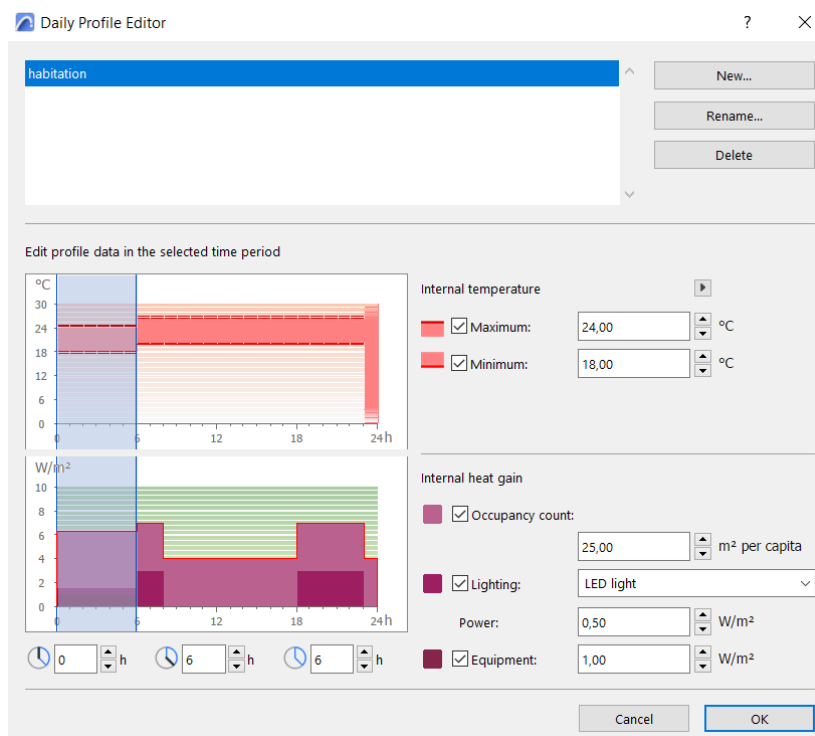 Daily Profile Editor
?
habitation
New...
Rename...
Delete
Edit profile data in the selected time period
°C
30
24
18
12
6
0
0 6 12 18 24 h
Internal temperature
Maximum: 24,00 °C
Minimum: 18,00 °C
W/m²
10
8
6
4
2
0
0 6 12 18 24 h
Internal heat gain
Occupancy count:
25,00 m² per capita
Lighting: LED light
Power: 0,50 W/m²
Equipment: 1,00 W/m²
0 h 6 h 6 h
Cancel OK